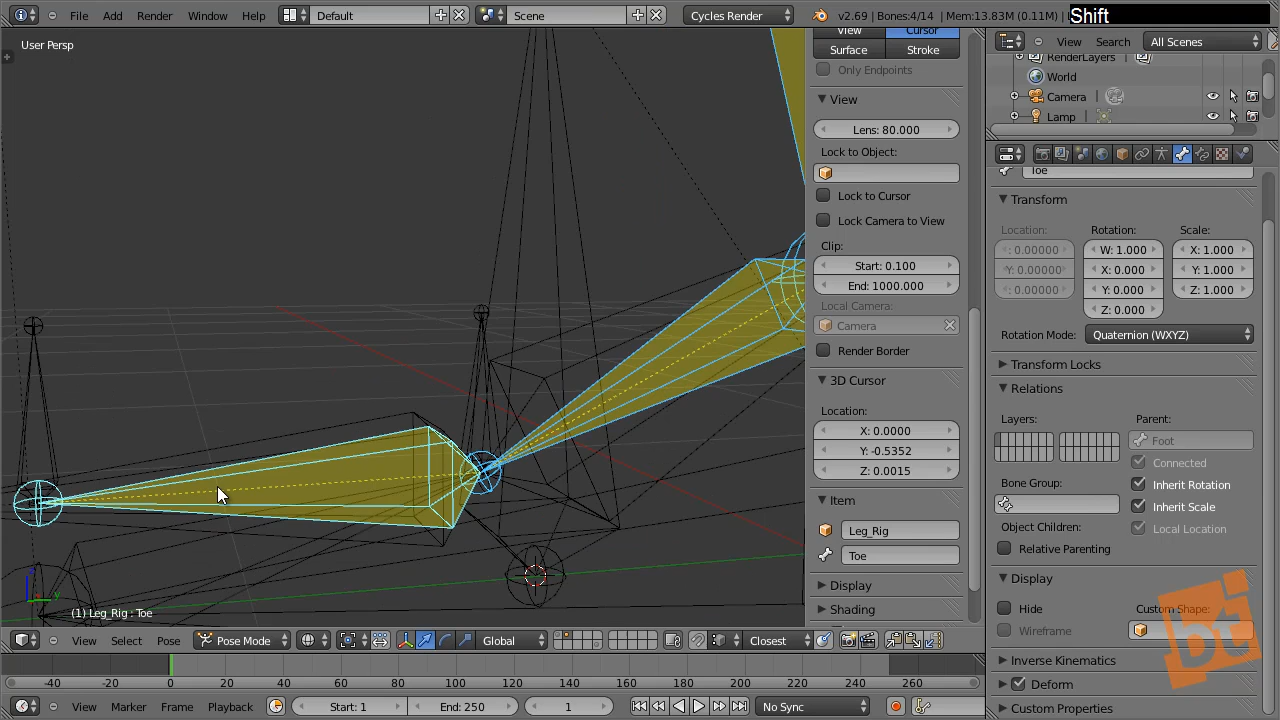 File Add Render Window Help Default Scene Cycles Render v2.69 | Bones:4/14 | Mem:13.83M (0.11M) Shift
User Persp
View Cursor
Surface Stroke
Only Endpoints
View
Lens: 80.000
Lock to Object:
Lock to Cursor
Lock Camera to View
Clip:
Start: 0.100
End: 1000.000
Local Camera:
Camera
Render Border
3D Cursor
Location:
X: 0.0000
Y: -0.5352
Z: 0.0015
Item
Leg_Rig
Toe
Display
Shading
View Search All Scenes
RenderLayers
World
Camera
Lamp
Toe
Transform
Location: Rotation: Scale:
: 0.00000 W: 1.000 X: 1.000
Y: 0.00000 X: 0.000 Y: 1.000
: 0.00000 Y: 0.000 Z: 1.000
Z: 0.000
Rotation Mode: Quaternion (WXYZ)
Transform Locks
Relations
Layers: Parent:
Foot
Connected
Bone Group: Inherit Rotation
Inherit Scale
Object Children: Local Location
Relative Parenting
Display
Hide Custom Shape:
Wireframe
Inverse Kinematics
Deform
Custom Properties
(1) Leg_Rig : Toe
View Select Pose Pose Mode Global Closest
-40 -20 0 20 40 60 80 100 120 140 160 180 200 220 240 260
View Marker Frame Playback Start: 1 End: 250 1 No Sync
bt